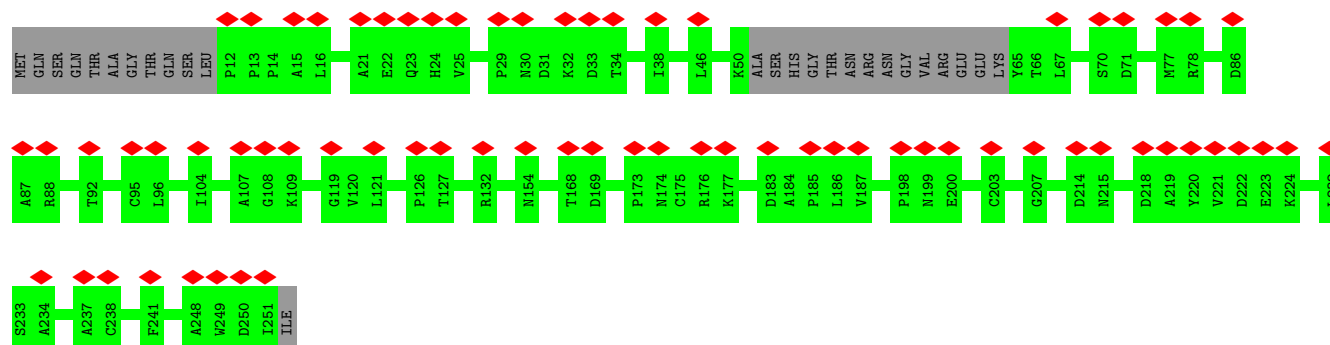 MET GLN SER GLN THR ALA GLY THR GLN SER LEU P12 P13 P14 A15 L16 A21 E22 Q23 H24 V25 P29 N30 D31 K32 D33 T34 I38 L46 K50 ALA SER HIS GLY THR ASN ARG ASN GLY VAL ARG GLU GLU LYS Y65 T66 L67 S70 D71 M77 R78 D86
A87 R88 T92 C95 L96 I104 A107 G108 K109 G119 V120 L121 P126 T127 R132 N154 T168 D169 P173 N174 C175 R176 K177 D183 A184 P185 L186 V187 P198 N199 E200 C203 G207 D214 N215 D218 A219 Y220 V221 D222 E223 K224
S233 A234 A237 C238 F241 A248 W249 D250 I251 ILE